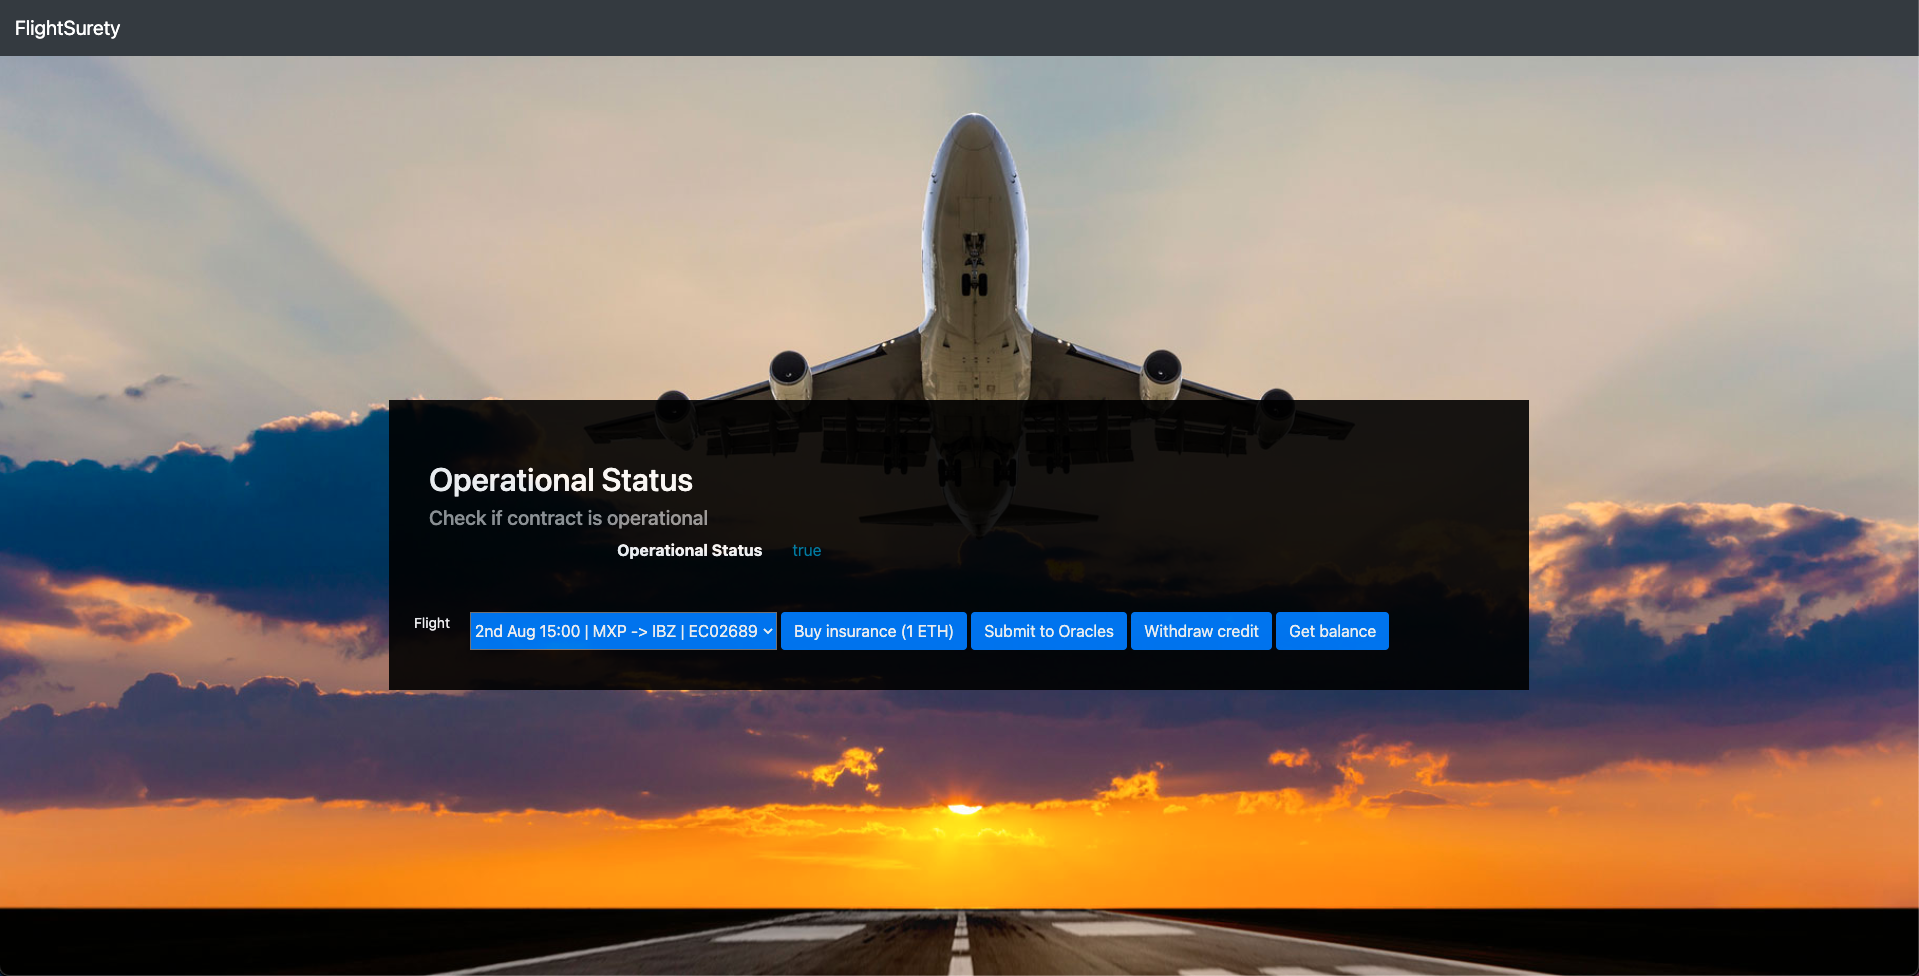 FlightSurety
Operational Status
Check if contract is operational
Operational Status true
Flight 2nd Aug 15:00 | MXP -> IBZ | EC02689 Buy insurance (1 ETH) Submit to Oracles Withdraw credit Get balance